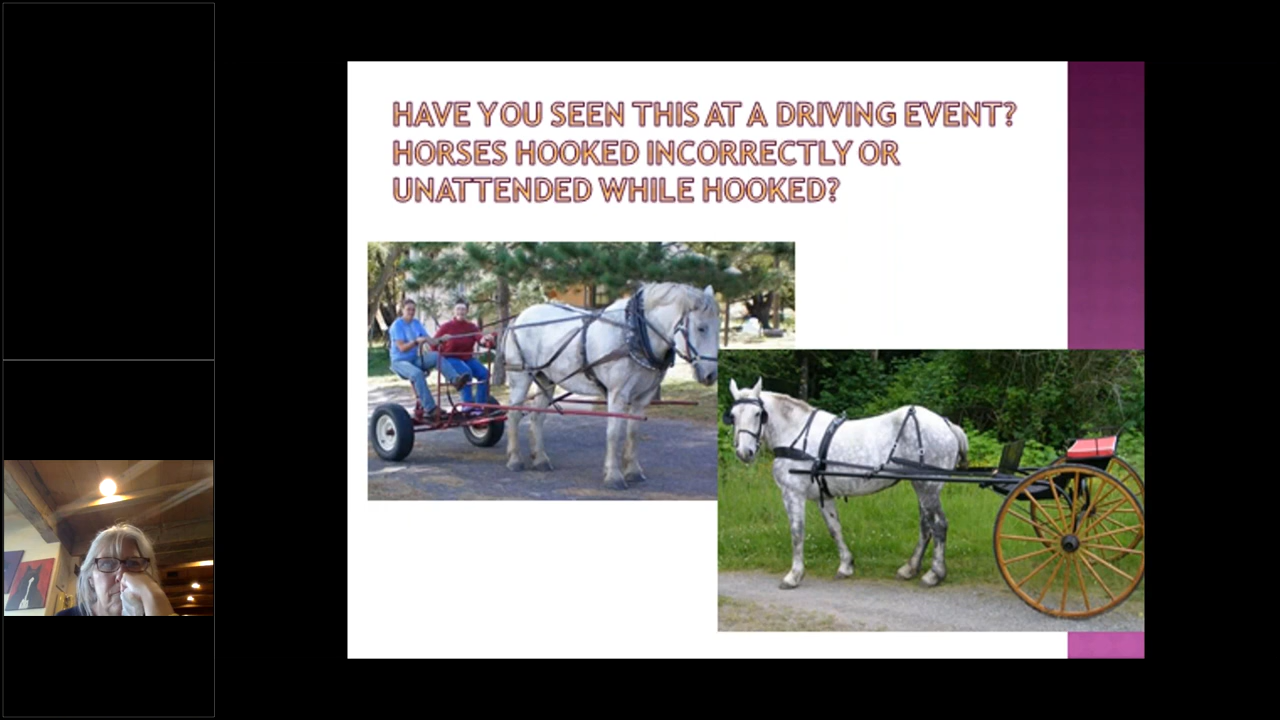 HAVE YOU SEEN THIS AT A DRIVING EVENT?
HORSES HOOKED INCORRECTLY OR
UNATTENDED WHILE HOOKED?